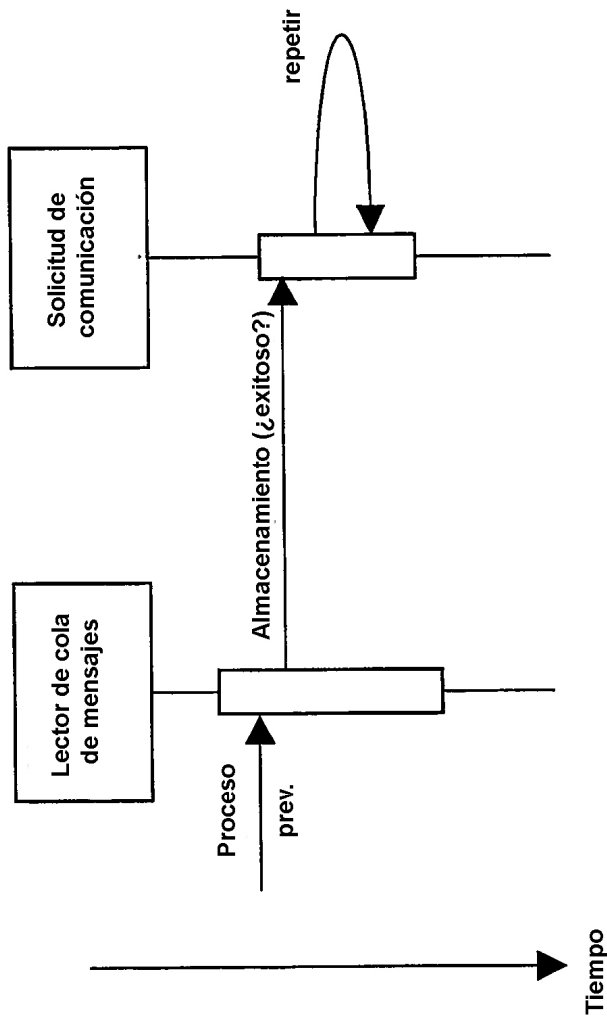 Lector de cola
de mensajes
Solicitud de
comunicación
Proceso
prev.
Almacenamiento (¿exitoso?)
repetir
Tiempo